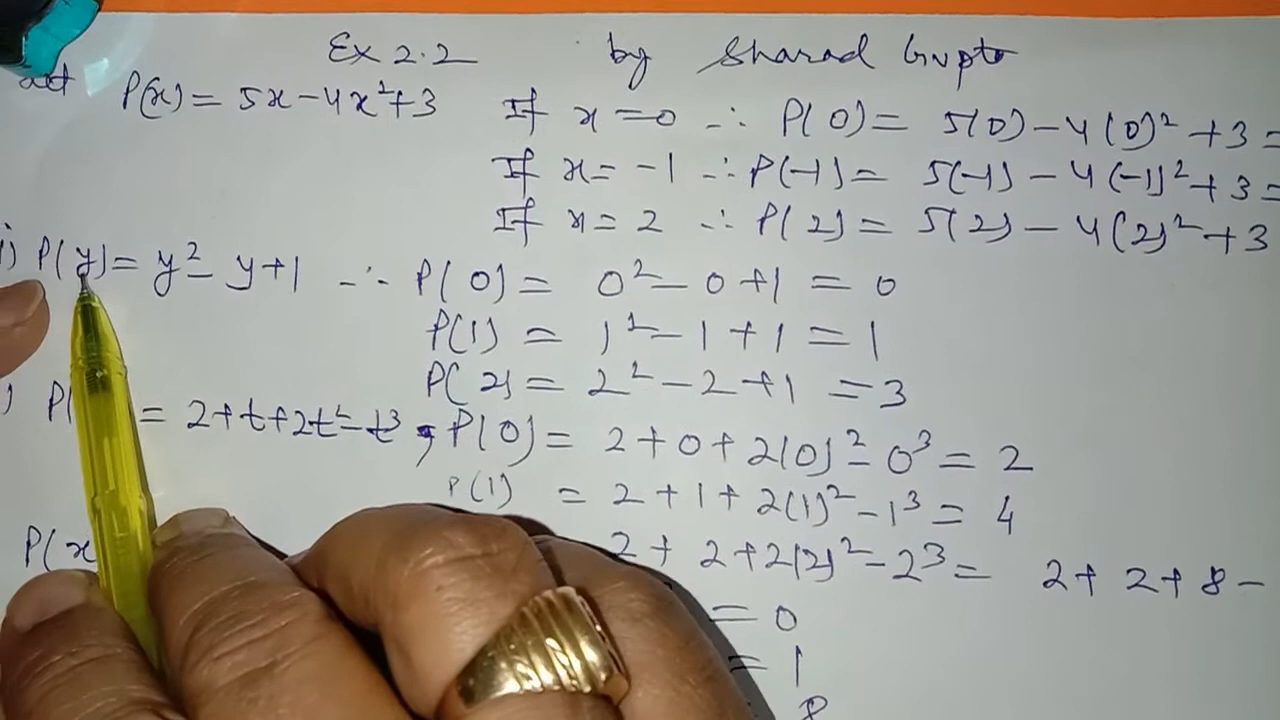 Ex 2.2 by Sharad Gupta
P(x) = 5x - 4x² + 3 If x = 0 ∴ P(0) = 5(0) - 4(0)² + 3 =
If x = -1 ∴ P(-1) = 5(-1) - 4(-1)² + 3 =
If x = 2 ∴ P(2) = 5(2) - 4(2)² + 3
i) P(y) = y² - y + 1 ∴ P(0) = 0² - 0 + 1 = 0
P(1) = 1² - 1 + 1 = 1
P(2) = 2² - 2 + 1 = 3
) P( = 2 + t + 2t² - t³ , P(0) = 2 + 0 + 2(0)² - 0³ = 2
P(1) = 2 + 1 + 2(1)² - 1³ = 4
P(x 2 + 2 + 2(2)² - 2³ = 2 + 2 + 8 -
= 0
= 1
8